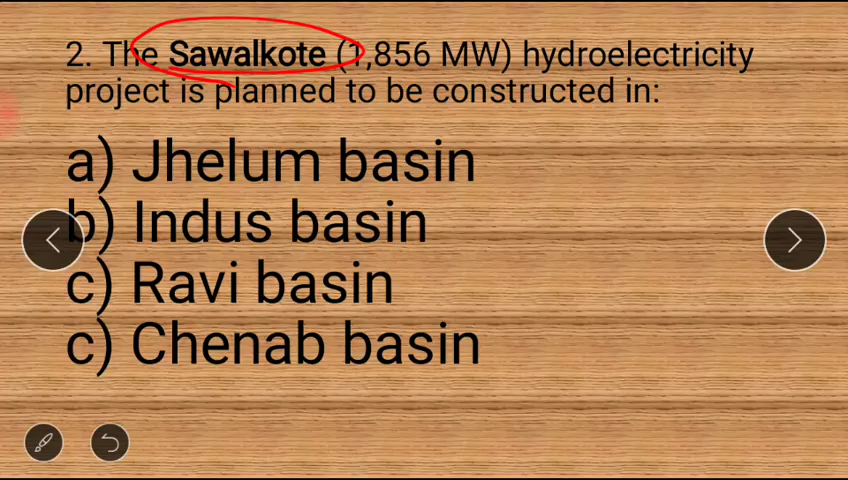 2. The Sawalkote (1,856 MW) hydroelectricity
project is planned to be constructed in:
a) Jhelum basin
b) Indus basin
c) Ravi basin
c) Chenab basin